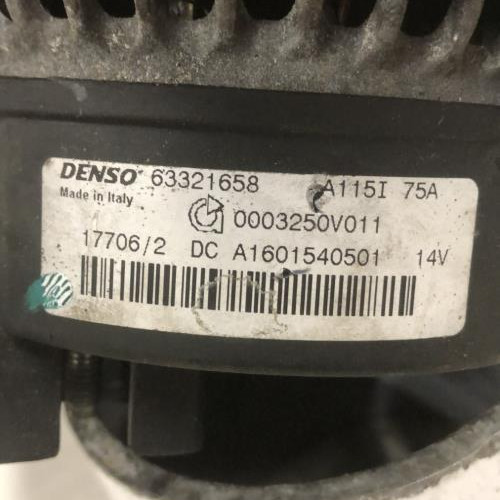 DENSO 63321658 A115I 75A
Made in Italy
0003250V011
17706/2 DC A1601540501 14V